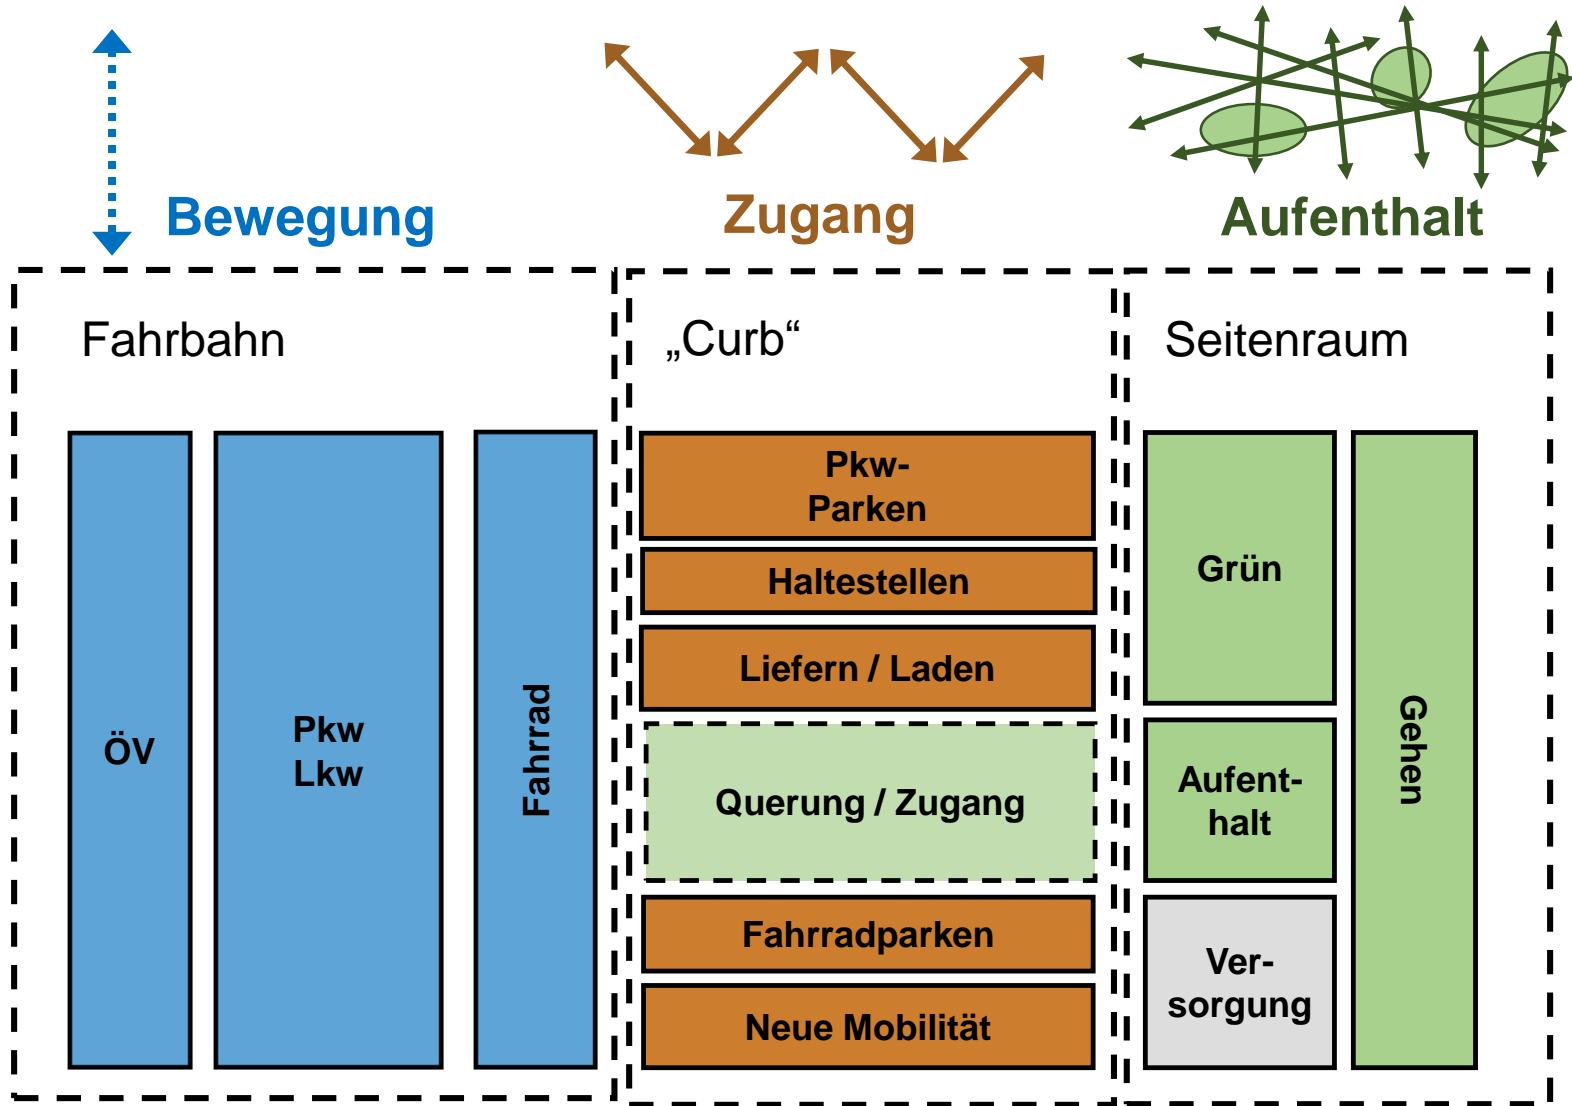 Bewegung
Zugang
Aufenthalt
Fahrbahn
„Curb“
Seitenraum
ÖV
Pkw
Lkw
Fahrrad
Pkw-
Parken
Haltestellen
Liefern / Laden
Querung / Zugang
Fahrradparken
Neue Mobilität
Grün
Aufent-
halt
Ver-
sorgung
Gehen